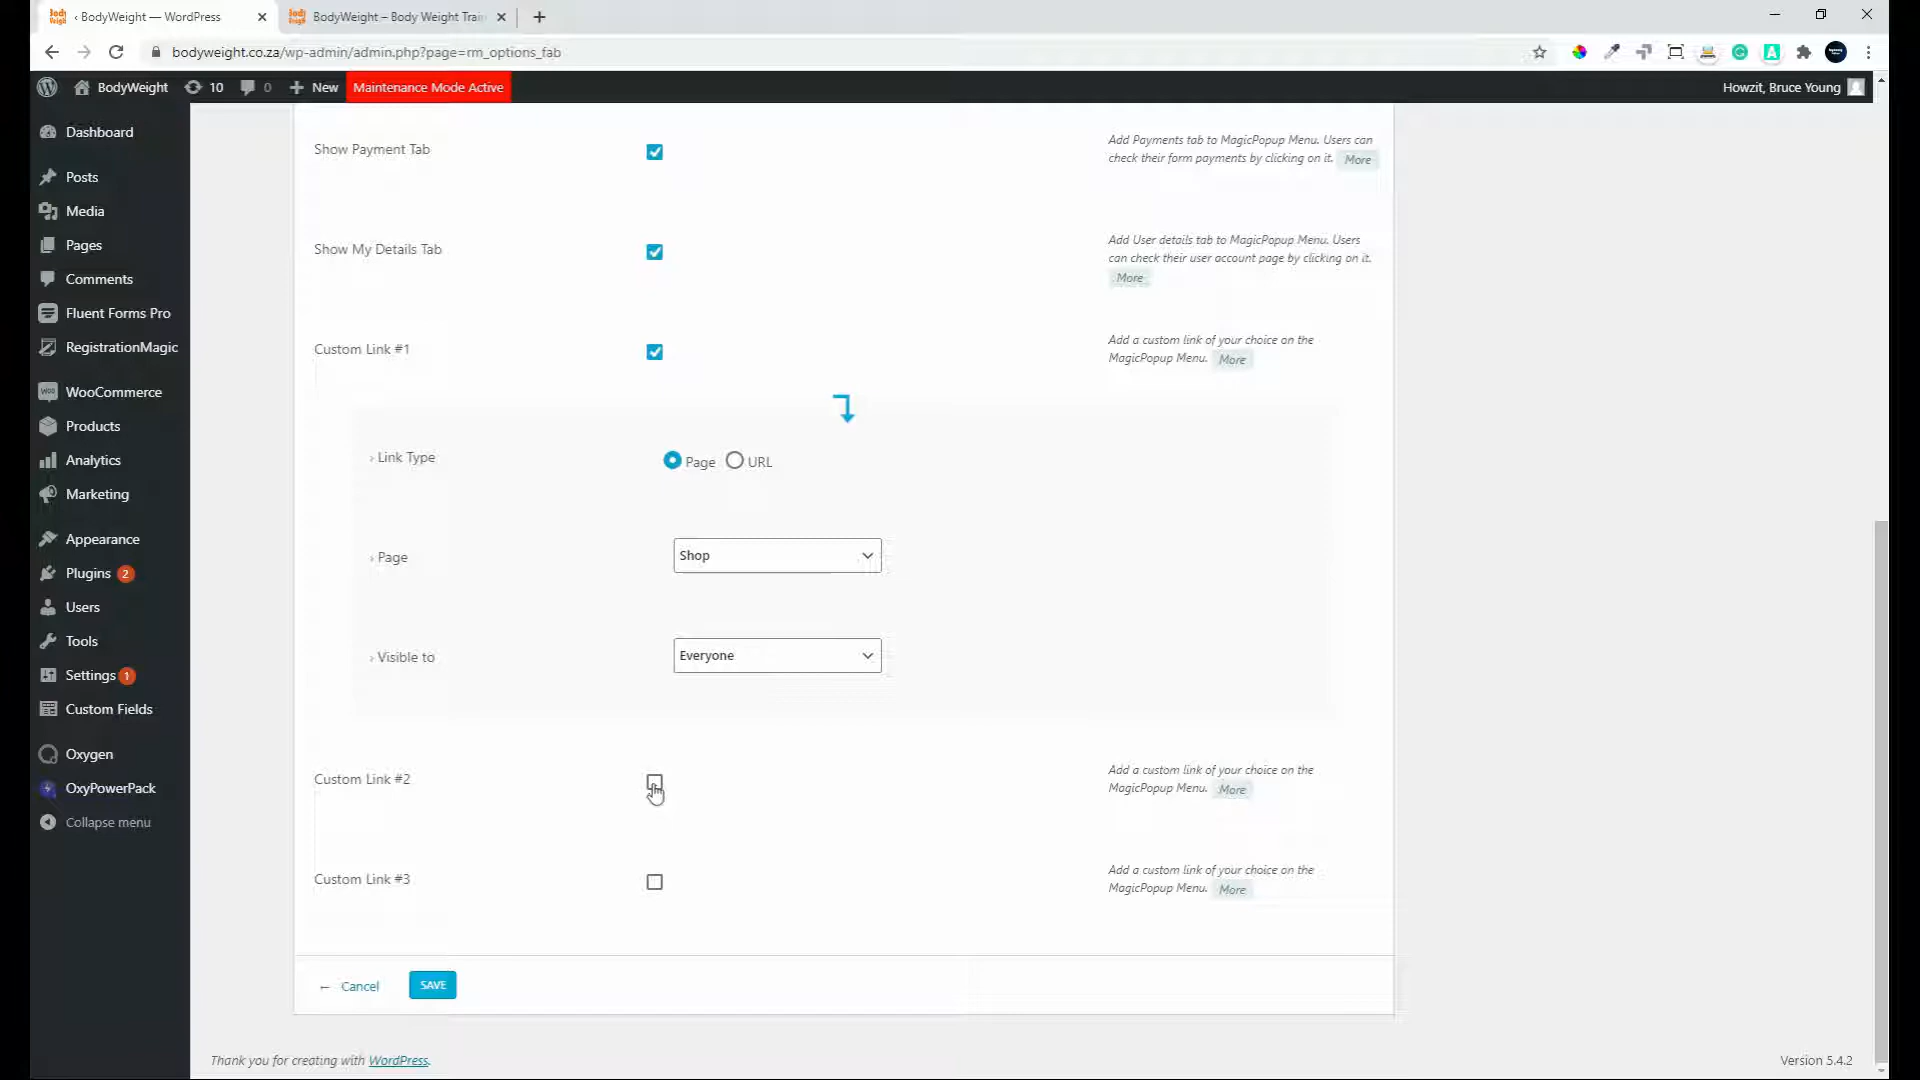 ‹ BodyWeight — WordPress
BodyWeight – Body Weight Trai
bodyweight.co.za/wp-admin/admin.php?page=rm_options_fab
BodyWeight
10
0
New
Maintenance Mode Active
Howzit, Bruce Young
Dashboard
Posts
Media
Pages
Comments
Fluent Forms Pro
RegistrationMagic
WooCommerce
Products
Analytics
Marketing
Appearance
Plugins 2
Users
Tools
Settings 1
Custom Fields
Oxygen
OxyPowerPack
Collapse menu
Show Payment Tab
Add Payments tab to MagicPopup Menu. Users can
check their form payments by clicking on it. More
Show My Details Tab
Add User details tab to MagicPopup Menu. Users
can check their user account page by clicking on it.
More
Custom Link #1
Add a custom link of your choice on the
MagicPopup Menu. More
› Link Type
Page
URL
› Page
Shop
› Visible to
Everyone
Custom Link #2
Add a custom link of your choice on the
MagicPopup Menu. More
Custom Link #3
Add a custom link of your choice on the
MagicPopup Menu. More
← Cancel
SAVE
Thank you for creating with WordPress.
Version 5.4.2